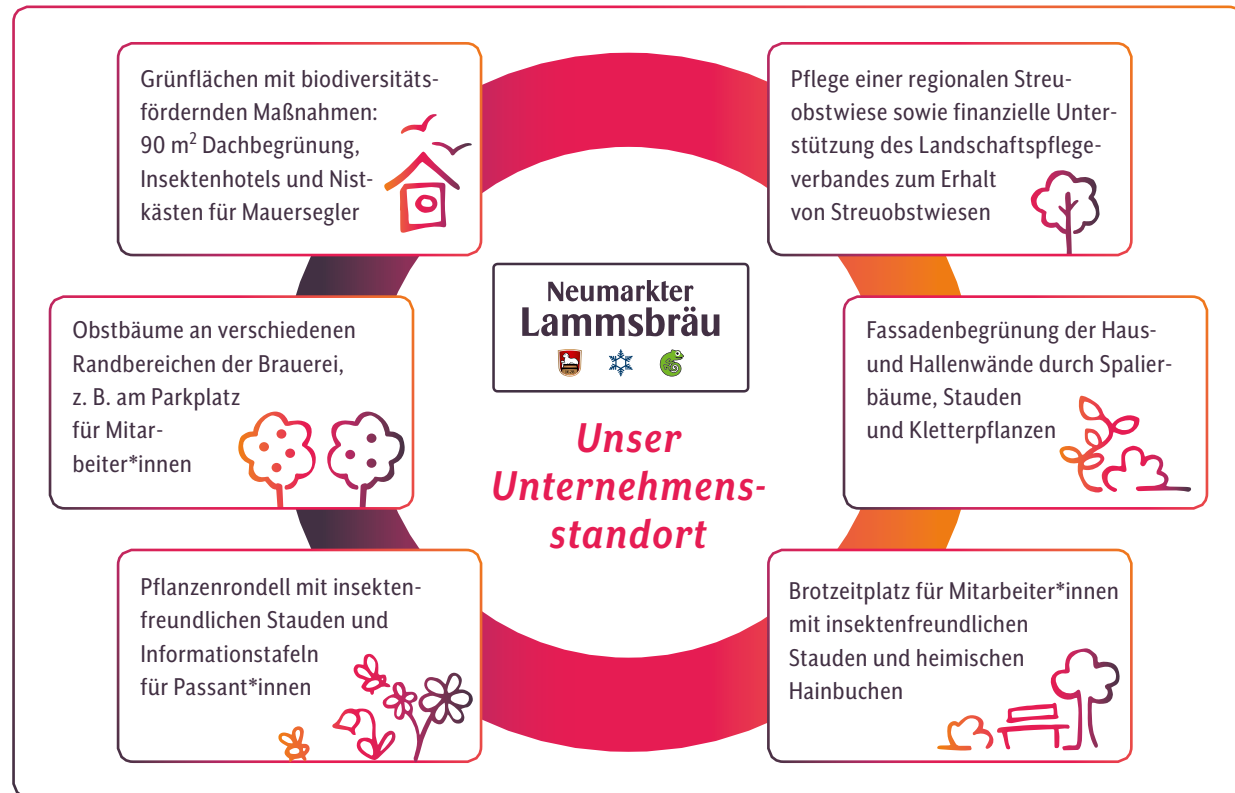 Grünflächen mit biodiversitäts-
fördernden Maßnahmen:
90 m² Dachbegrünung,
Insektenhotels und Nist-
kästen für Mauersegler
Pflege einer regionalen Streu-
obstwiese sowie finanzielle Unter-
stützung des Landschaftspflege-
verbandes zum Erhalt
von Streuobstwiesen
Neumarkter
Lammsbräu
Unser
Unternehmens-
standort
Obstbäume an verschiedenen
Randbereichen der Brauerei,
z. B. am Parkplatz
für Mitar-
beiter*innen
Fassadenbegrünung der Haus-
und Hallenwände durch Spalier-
bäume, Stauden
und Kletterpflanzen
Pflanzenrondell mit insekten-
freundlichen Stauden und
Informationstafeln
für Passant*innen
Brotzeitplatz für Mitarbeiter*innen
mit insektenfreundlichen
Stauden und heimischen
Hainbuchen